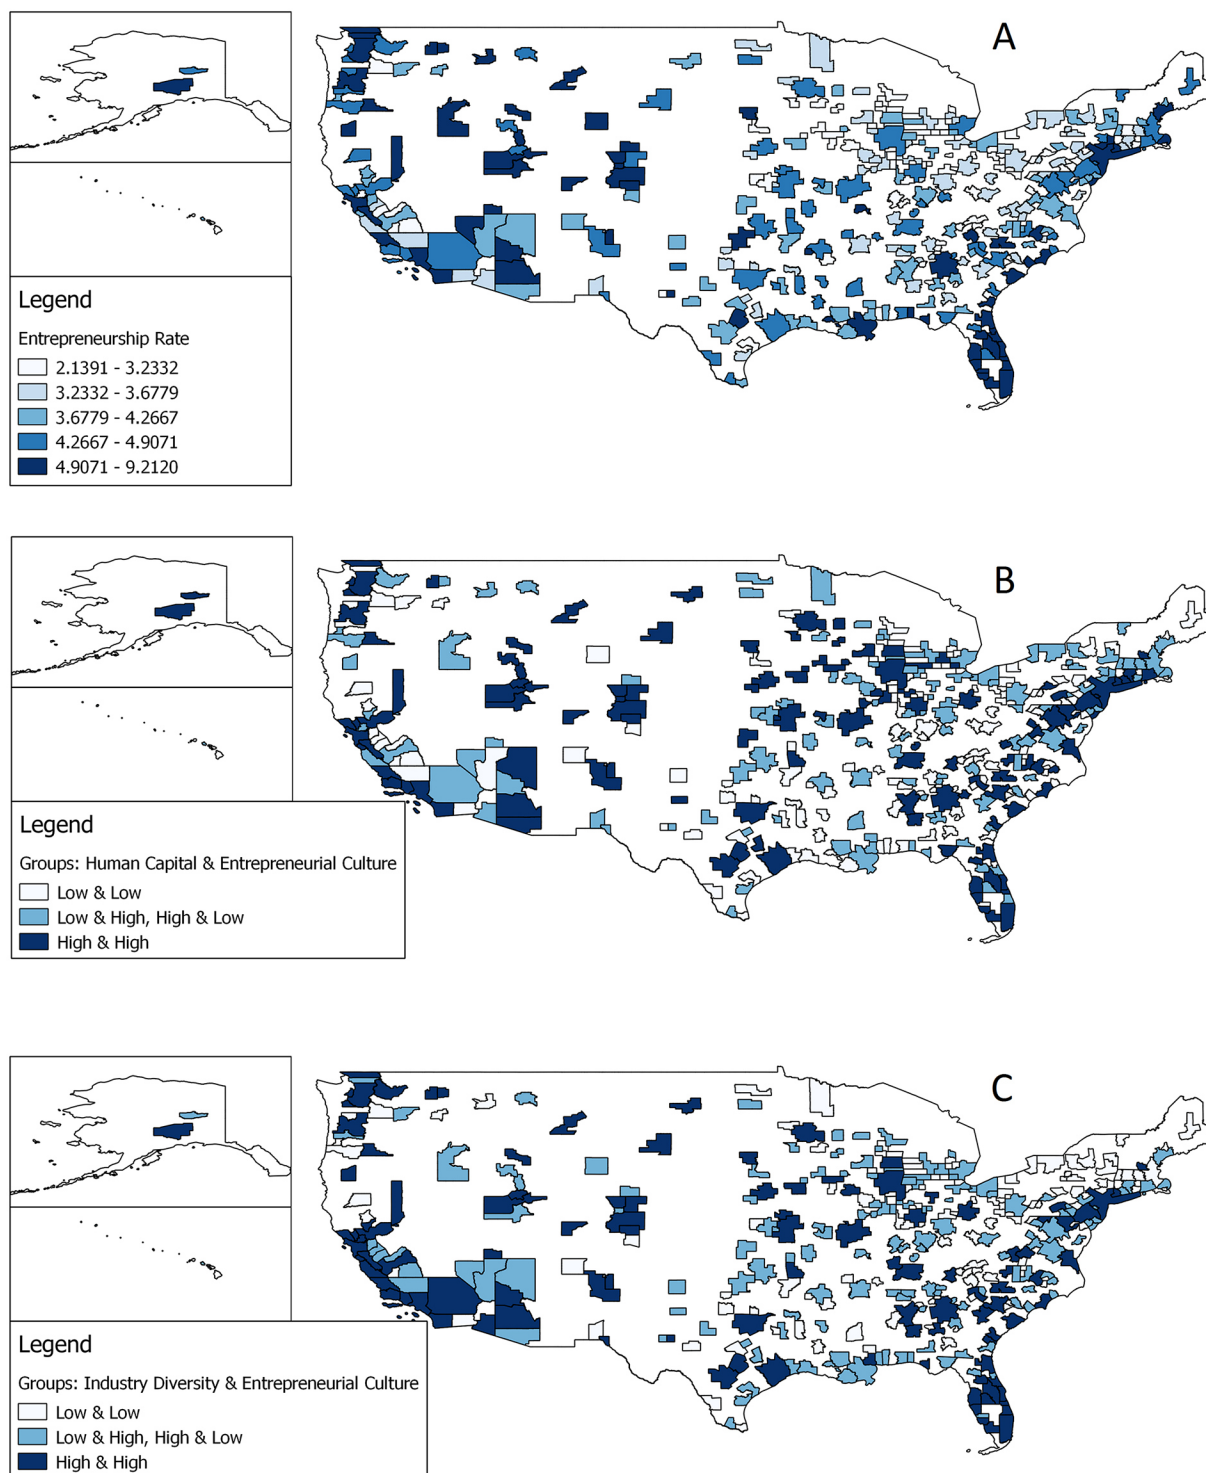 A
Legend
Entrepreneurship Rate
2.1391 - 3.2332
3.2332 - 3.6779
3.6779 - 4.2667
4.2667 - 4.9071
4.9071 - 9.2120
B
Legend
Groups: Human Capital & Entrepreneurial Culture
Low & Low
Low & High, High & Low
High & High
C
Legend
Groups: Industry Diversity & Entrepreneurial Culture
Low & Low
Low & High, High & Low
High & High